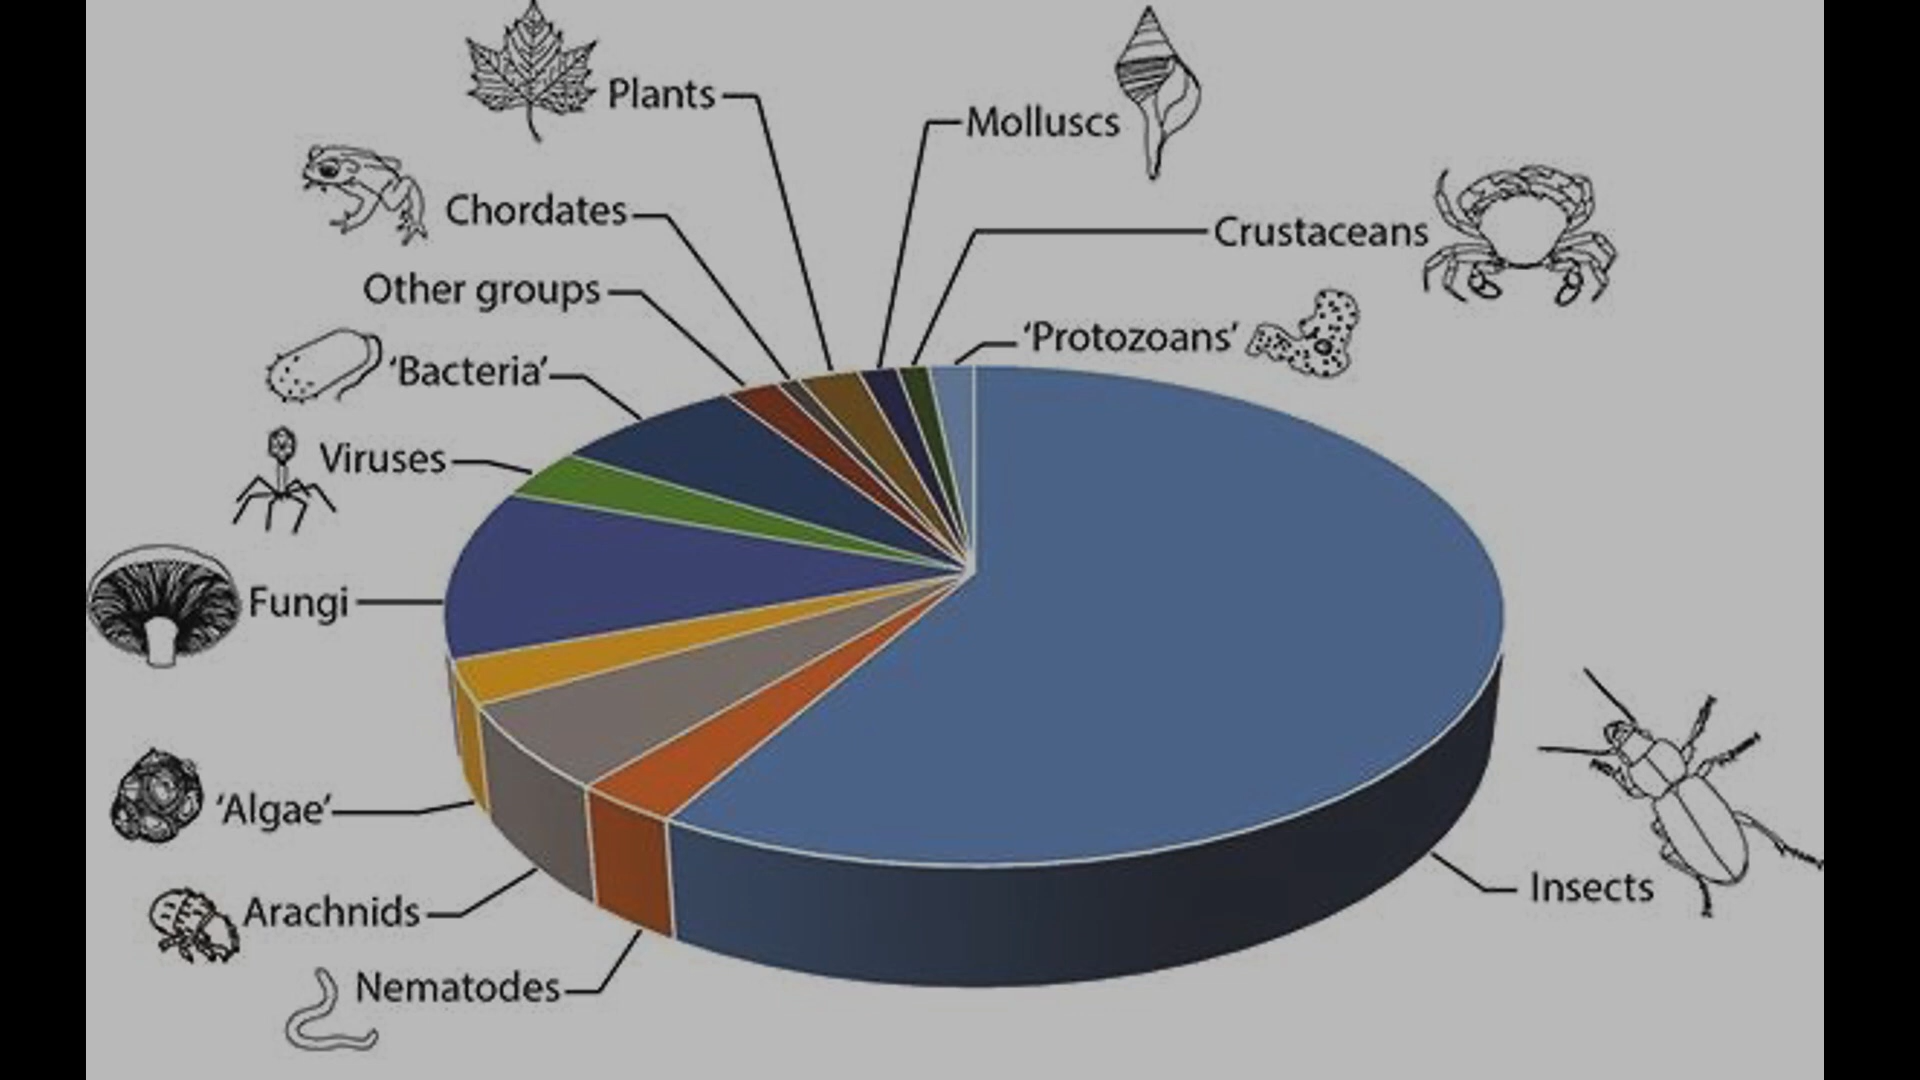 Plants
Molluscs
Chordates
Crustaceans
Other groups
'Protozoans'
'Bacteria'
Viruses
Fungi
'Algae'
Insects
Arachnids
Nematodes